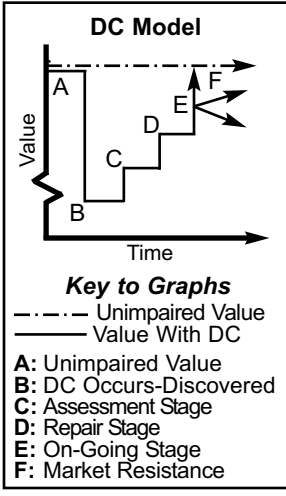 DC Model
A
F
E
D
C
B
Value
Time
Key to Graphs
Unimpaired Value
Value With DC
A: Unimpaired Value
B: DC Occurs-Discovered
C: Assessment Stage
D: Repair Stage
E: On-Going Stage
F: Market Resistance